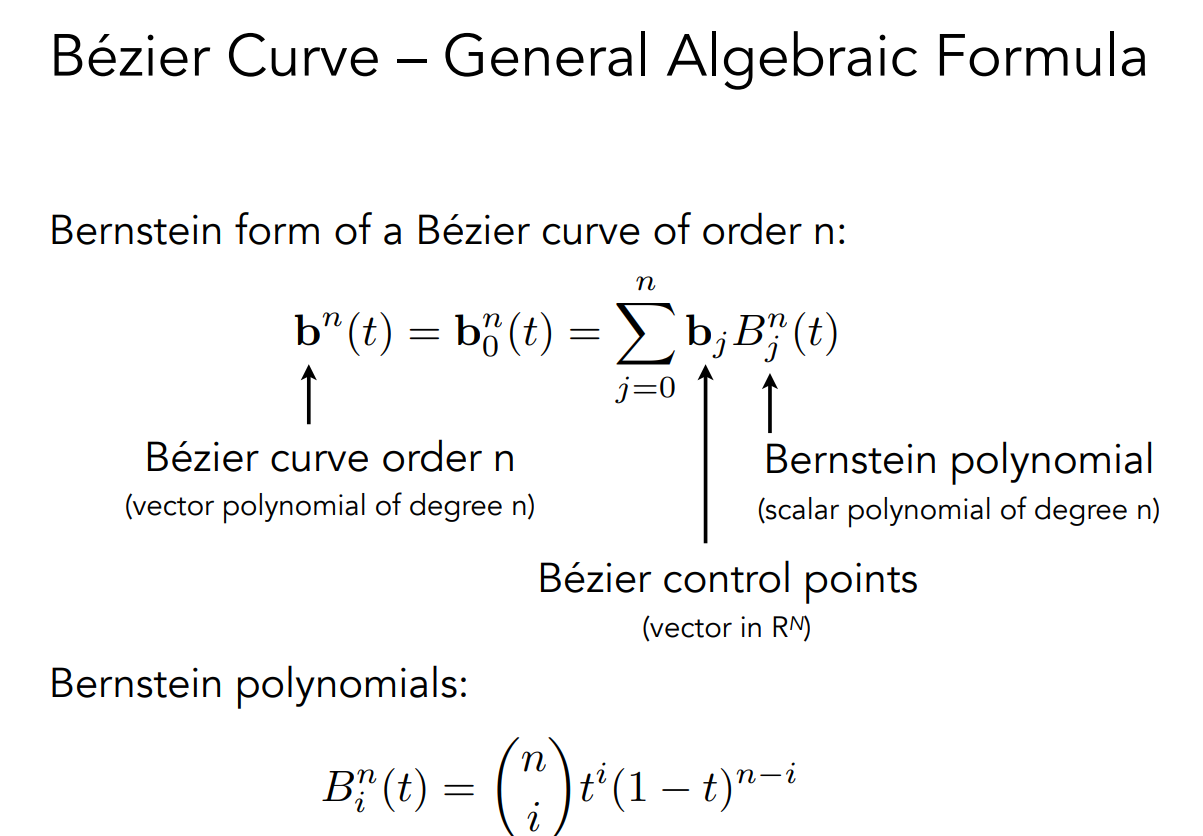 Bézier Curve – General Algebraic Formula
Bernstein form of a Bézier curve of order n:
$\mathbf{b}^n(t) = \mathbf{b}_0^n(t) = \sum_{j=0}^{n} \mathbf{b}_j B_j^n(t)$
Bézier curve order n
(vector polynomial of degree n)
Bernstein polynomial
(scalar polynomial of degree n)
Bézier control points
(vector in Rᴺ)
Bernstein polynomials:
$B_i^n(t) = \binom{n}{i} t^i (1 - t)^{n-i}$